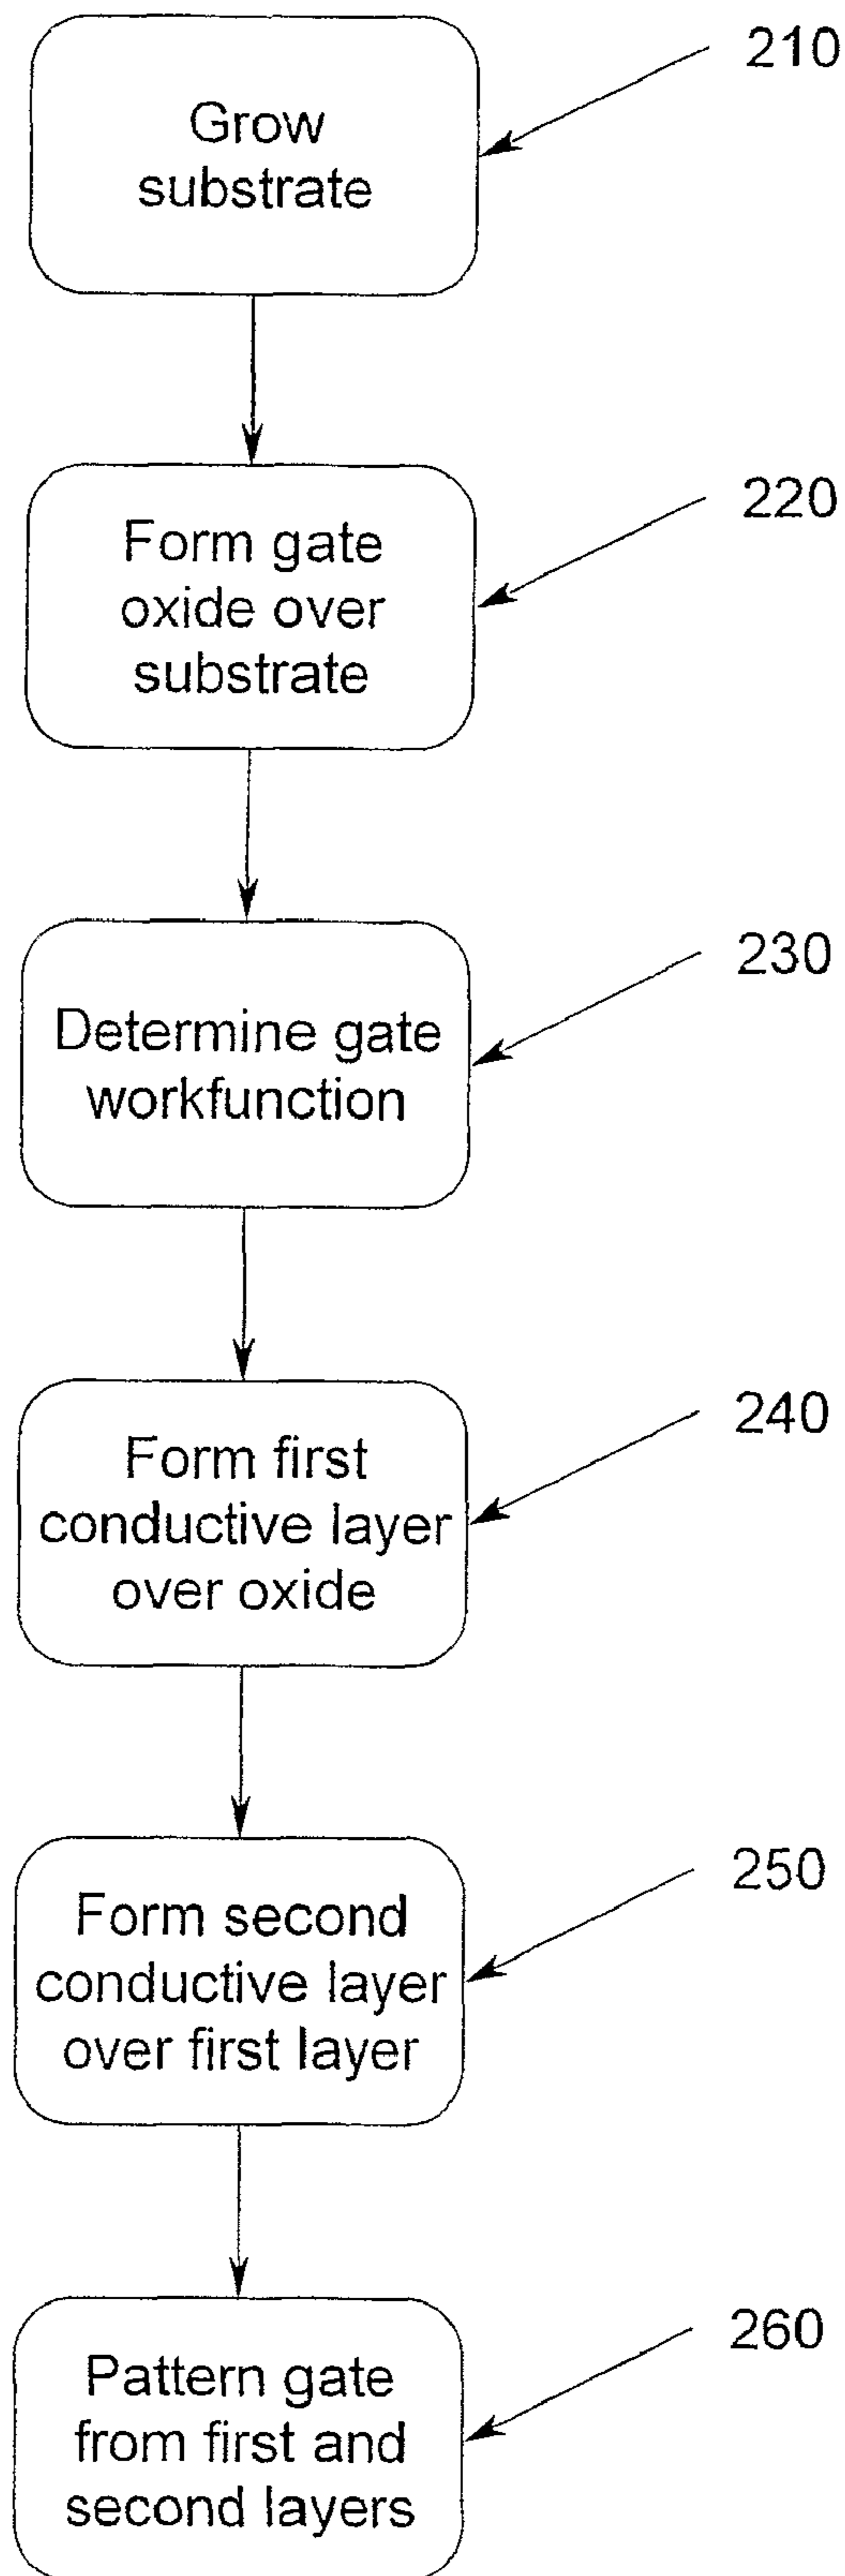 210
Grow
substrate
220
Form gate
oxide over
substrate
230
Determine gate
workfunction
240
Form first
conductive layer
over oxide
250
Form second
conductive layer
over first layer
260
Pattern gate
from first and
second layers